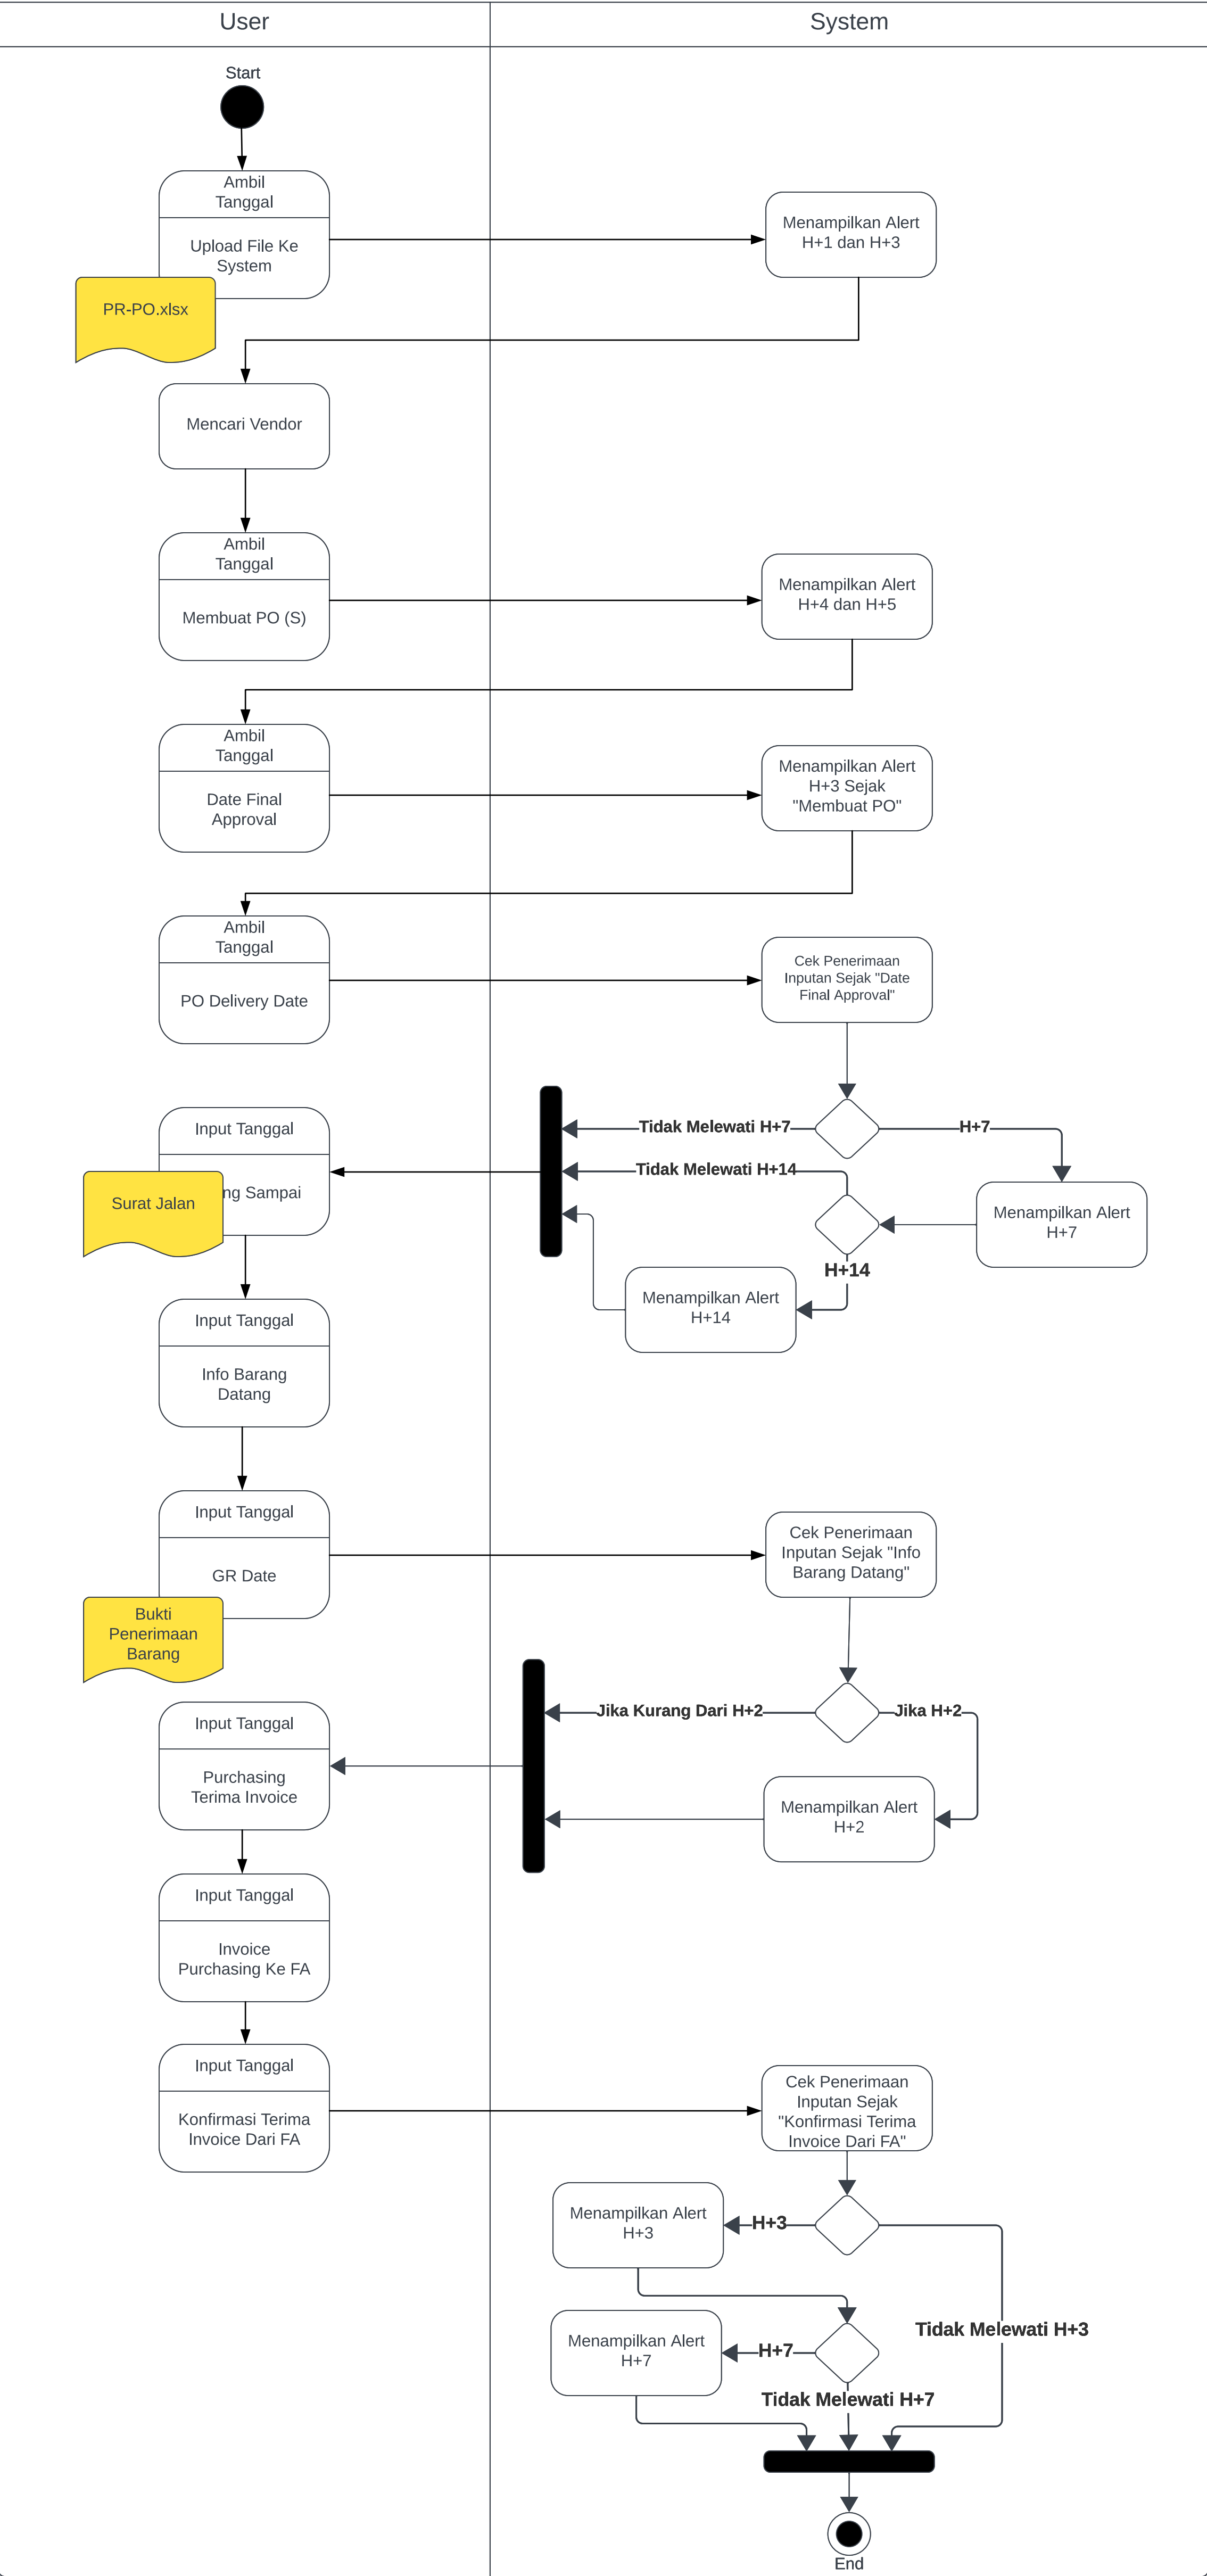 User
System
Start
Ambil
Tanggal
Upload File Ke
System
PR-PO.xlsx
Menampilkan Alert
H+1 dan H+3
Mencari Vendor
Ambil
Tanggal
Membuat PO (S)
Menampilkan Alert
H+4 dan H+5
Ambil
Tanggal
Date Final
Approval
Menampilkan Alert
H+3 Sejak
"Membuat PO"
Ambil
Tanggal
PO Delivery Date
Cek Penerimaan
Inputan Sejak "Date
Final Approval"
Tidak Melewati H+7
H+7
Input Tanggal
Tidak Melewati H+14
ng Sampai
Surat Jalan
Menampilkan Alert
H+7
H+14
Menampilkan Alert
H+14
Input Tanggal
Info Barang
Datang
Input Tanggal
GR Date
Bukti
Penerimaan
Barang
Cek Penerimaan
Inputan Sejak "Info
Barang Datang"
Jika Kurang Dari H+2
Jika H+2
Input Tanggal
Purchasing
Terima Invoice
Menampilkan Alert
H+2
Input Tanggal
Invoice
Purchasing Ke FA
Input Tanggal
Konfirmasi Terima
Invoice Dari FA
Cek Penerimaan
Inputan Sejak
"Konfirmasi Terima
Invoice Dari FA"
Menampilkan Alert
H+3
H+3
Tidak Melewati H+3
Menampilkan Alert
H+7
H+7
Tidak Melewati H+7
End